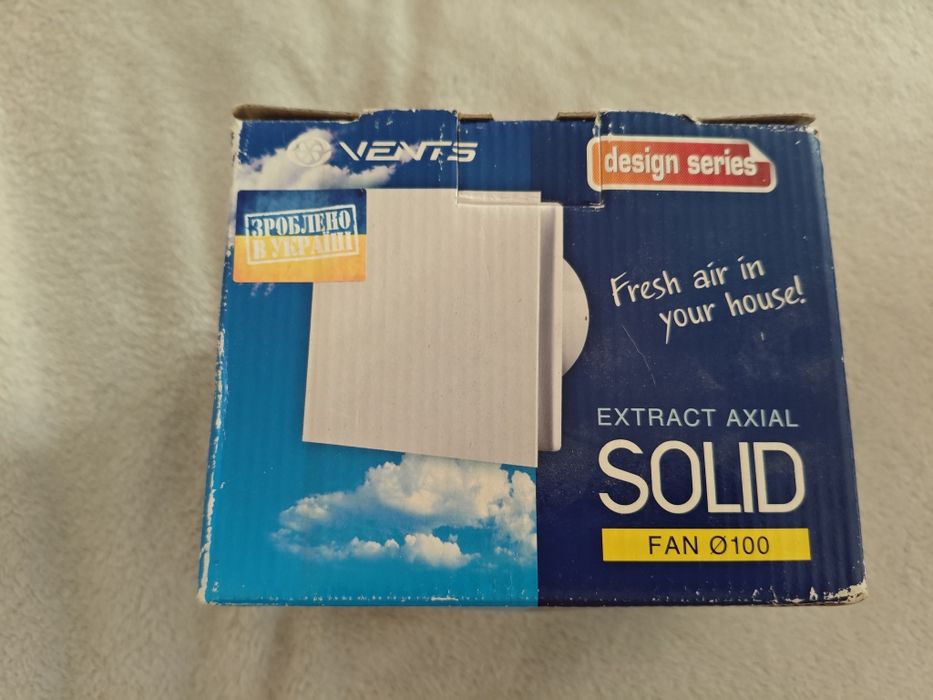 VENTS
design series
ЗРОБЛЕНО
В УКРАЇНІ
Fresh air in
your house!
EXTRACT AXIAL
SOLID
FAN Ø100